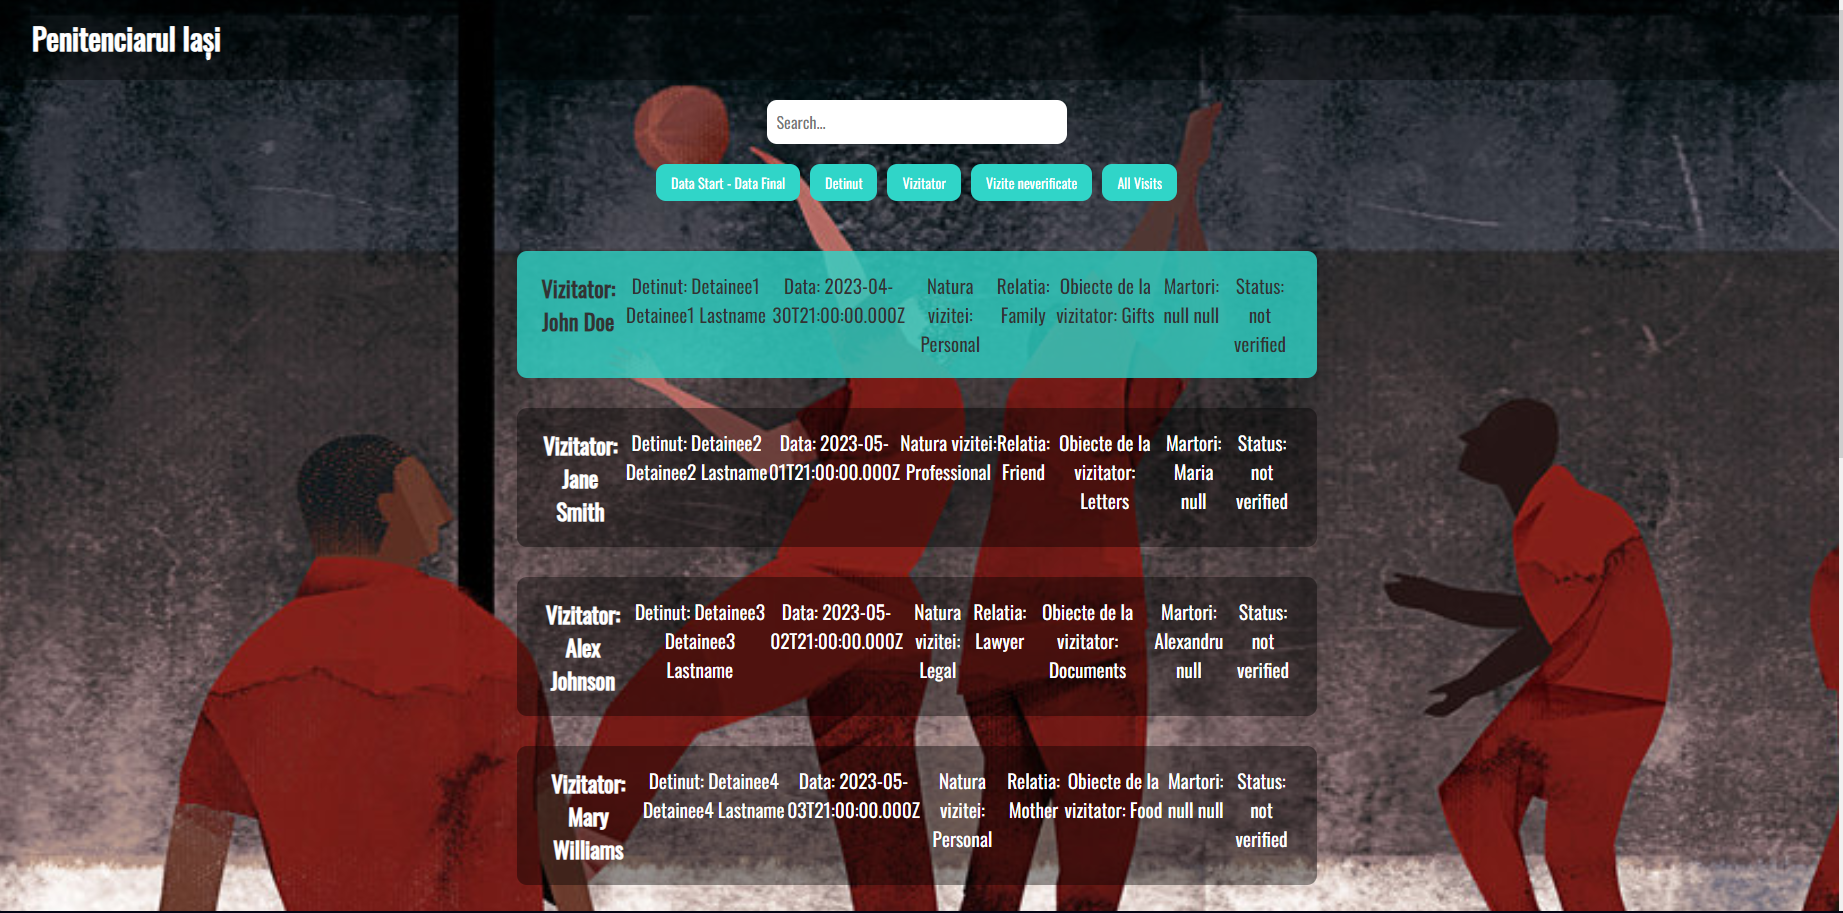 Penitenciarul Iași
Search...
Data Start - Data Final
Detinut
Vizitator
Vizite neverificate
All Visits
Vizitator:
John Doe
Detinut: Detainee1
Detainee1 Lastname
Data: 2023-04-
30T21:00:00.000Z
Natura
vizitei:
Personal
Relatia:
Family
Obiecte de la
vizitator: Gifts
Martori:
null null
Status:
not
verified
Vizitator:
Jane
Smith
Detinut: Detainee2
Detainee2 Lastname
Data: 2023-05-
01T21:00:00.000Z
Natura vizitei:
Professional
Relatia:
Friend
Obiecte de la
vizitator:
Letters
Martori:
Maria
null
Status:
not
verified
Vizitator:
Alex
Johnson
Detinut: Detainee3
Detainee3
Lastname
Data: 2023-05-
02T21:00:00.000Z
Natura
vizitei:
Legal
Relatia:
Lawyer
Obiecte de la
vizitator:
Documents
Martori:
Alexandru
null
Status:
not
verified
Vizitator:
Mary
Williams
Detinut: Detainee4
Detainee4 Lastname
Data: 2023-05-
03T21:00:00.000Z
Natura
vizitei:
Personal
Relatia:
Mother
Obiecte de la
vizitator: Food
Martori:
null null
Status:
not
verified